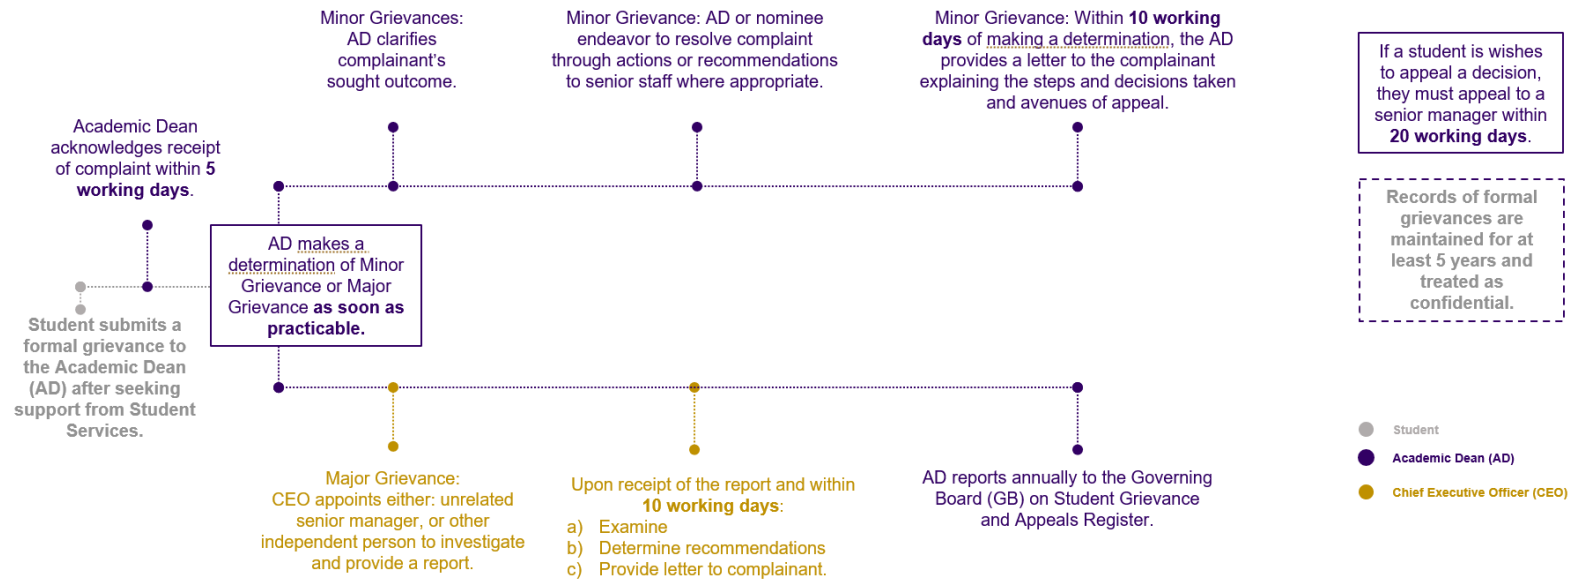 Minor Grievances:
AD clarifies
complainant's
sought outcome.
Minor Grievance: AD or nominee
endeavor to resolve complaint
through actions or recommendations
to senior staff where appropriate.
Minor Grievance: Within 10 working
days of making a determination, the AD
provides a letter to the complainant
explaining the steps and decisions taken
and avenues of appeal.
If a student is wishes
to appeal a decision,
they must appeal to a
senior manager within
20 working days.
Academic Dean
acknowledges receipt
of complaint within 5
working days.
Records of formal
grievances are
maintained for at
least 5 years and
treated as
confidential.
AD makes a
determination of Minor
Grievance or Major
Grievance as soon as
practicable.
Student submits a
formal grievance to
the Academic Dean
(AD) after seeking
support from Student
Services.
Major Grievance:
CEO appoints either: unrelated
senior manager, or other
independent person to investigate
and provide a report.
Upon receipt of the report and within
10 working days:
a) Examine
b) Determine recommendations
c) Provide letter to complainant.
AD reports annually to the Governing
Board (GB) on Student Grievance
and Appeals Register.
Student
Academic Dean (AD)
Chief Executive Officer (CEO)